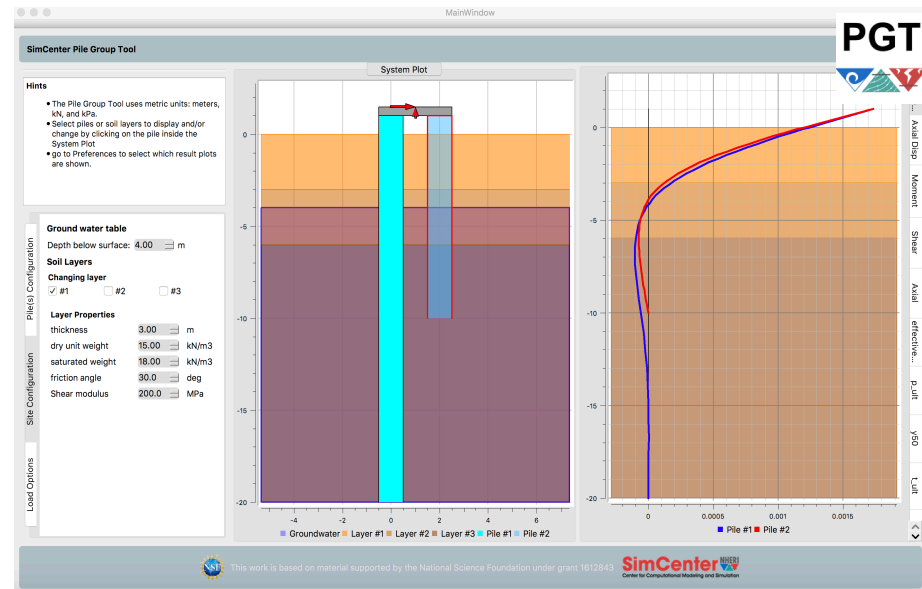 MainWindow
SimCenter Pile Group Tool
PGT
Hints
• The Pile Group Tool uses metric units: meters,
kN, and kPa.
• Select piles or soil layers to display and/or
change by clicking on the pile inside the
System Plot
• go to Preferences to select which result plots
are shown.
Pile(s) Configuration
Site Configuration
Load Options
Ground water table
Depth below surface: 4.00 m
Soil Layers
Changing layer
#1 #2 #3
Layer Properties
thickness 3.00 m
dry unit weight 15.00 kN/m3
saturated weight 18.00 kN/m3
friction angle 30.0 deg
Shear modulus 200.0 MPa
System Plot
0
-5
-10
-15
-20
-4 -2 0 2 4 6
Groundwater Layer #1 Layer #2 Layer #3 Pile #1 Pile #2
0
-5
-10
-15
-20
0 0.0005 0.001 0.0015
Pile #1 Pile #2
...
Axial Disp
Moment
Shear
Axial
effective...
p_ult
y50
t_ult
NSF
This work is based on material supported by the National Science Foundation under grant 1612843
SimCenter NHERI
Center for Computational Modeling and Simulation